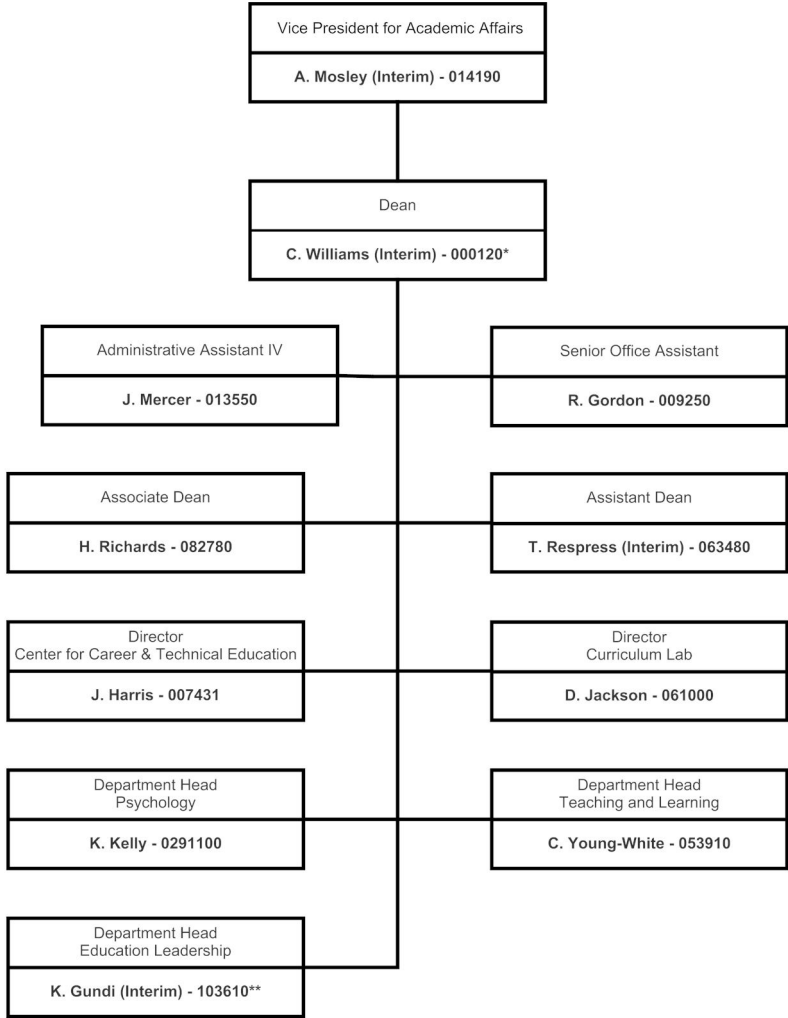 Vice President for Academic Affairs
A. Mosley (Interim) - 014190
Dean
C. Williams (Interim) - 000120*
Administrative Assistant IV
J. Mercer - 013550
Senior Office Assistant
R. Gordon - 009250
Associate Dean
H. Richards - 082780
Assistant Dean
T. Respress (Interim) - 063480
Director
Center for Career & Technical Education
J. Harris - 007431
Director
Curriculum Lab
D. Jackson - 061000
Department Head
Psychology
K. Kelly - 0291100
Department Head
Teaching and Learning
C. Young-White - 053910
Department Head
Education Leadership
K. Gundi (Interim) - 103610**